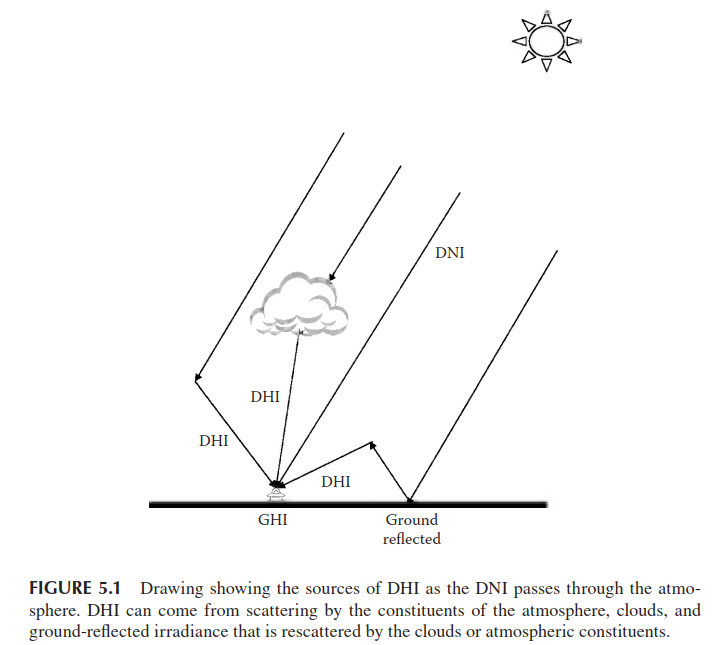 DNI
DHI
DHI
DHI
GHI
Ground
reflected
FIGURE 5.1 Drawing showing the sources of DHI as the DNI passes through the atmo-
sphere. DHI can come from scattering by the constituents of the atmosphere, clouds, and
ground-reflected irradiance that is rescattered by the clouds or atmospheric constituents.